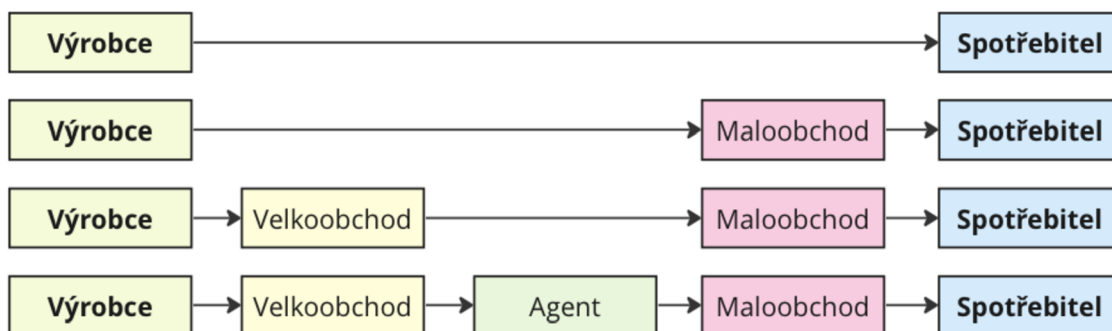 Výrobce Spotřebitel
Výrobce Maloobchod Spotřebitel
Výrobce Velkoobchod Maloobchod Spotřebitel
Výrobce Velkoobchod Agent Maloobchod Spotřebitel